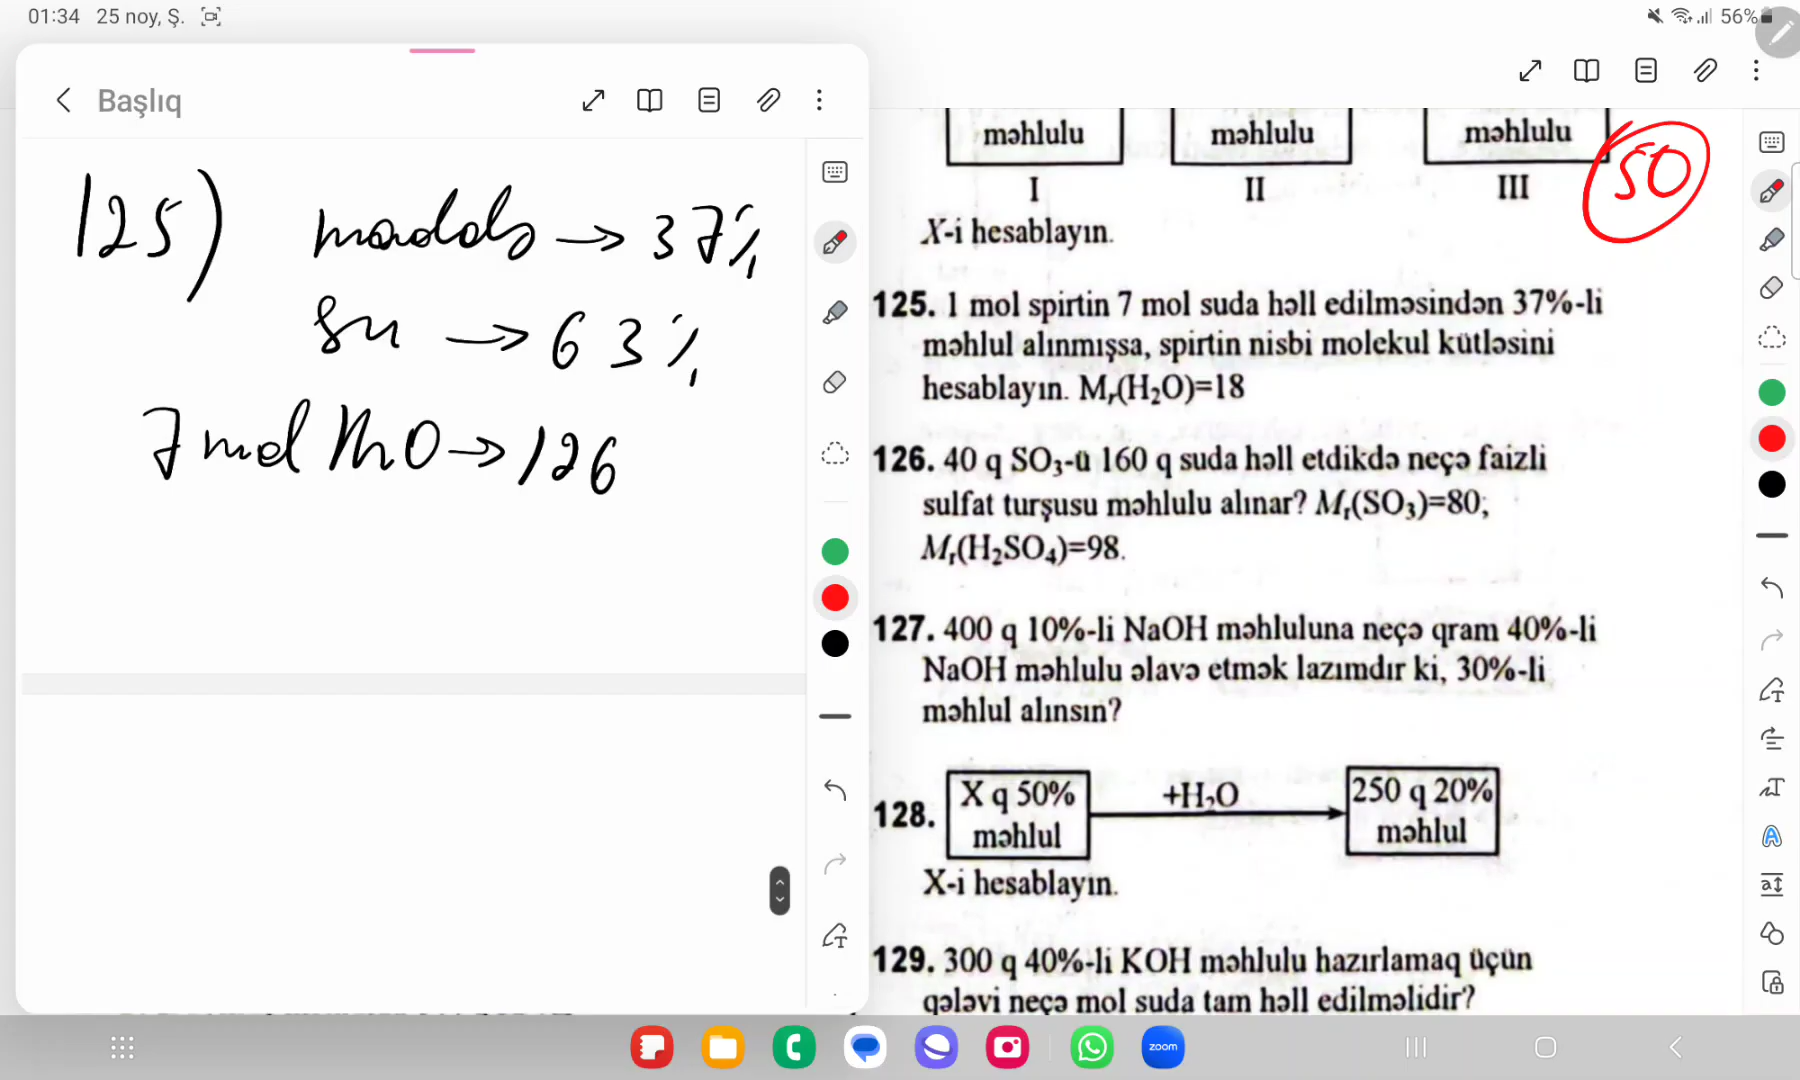 01:34 25 noy, Ş.
56%
Başlıq
125) maddə → 37%
su → 63%
7 mol H2O → 126
məhlulu
məhlulu
məhlulu
I
II
III
50
X-i hesablayın.
125. 1 mol spirtin 7 mol suda həll edilməsindən 37%-li
məhlul alınmışsa, spirtin nisbi molekul kütləsini
hesablayın. Mr(H2O)=18
126. 40 q SO3-ü 160 q suda həll etdikdə neçə faizli
sulfat turşusu məhlulu alınar? Mr(SO3)=80;
Mr(H2SO4)=98.
127. 400 q 10%-li NaOH məhluluna neçə qram 40%-li
NaOH məhlulu əlavə etmək lazımdır ki, 30%-li
məhlul alınsın?
128.
X q 50%
məhlul
+H2O
250 q 20%
məhlul
X-i hesablayın.
129. 300 q 40%-li KOH məhlulu hazırlamaq üçün
qələvi neçə mol suda tam həll edilməlidir?
zoom